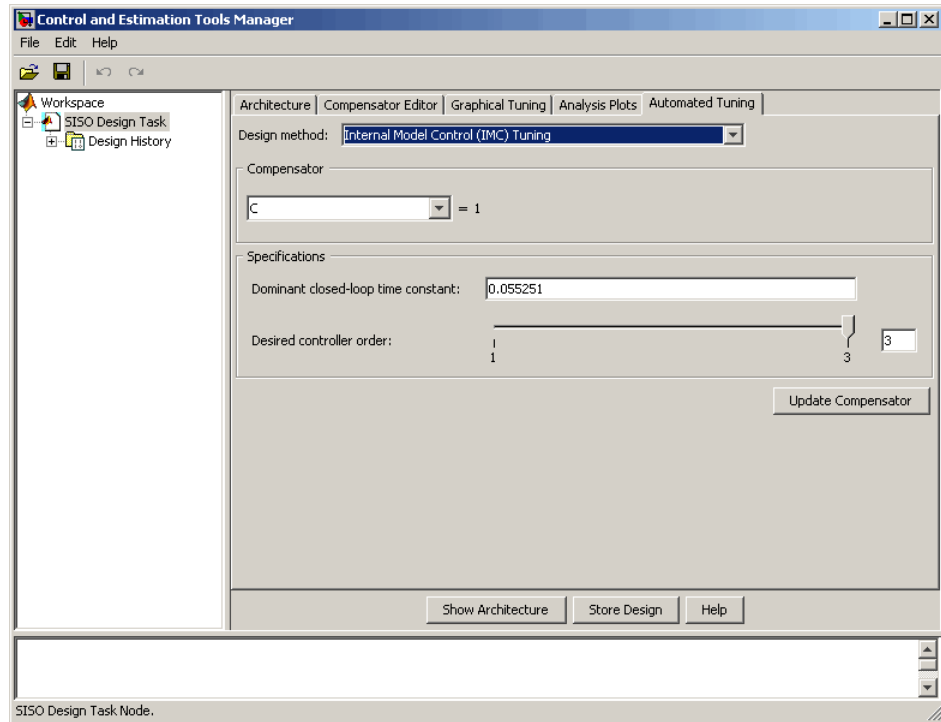 Control and Estimation Tools Manager
File Edit Help
Workspace
SISO Design Task
Design History
Architecture Compensator Editor Graphical Tuning Analysis Plots Automated Tuning
Design method: Internal Model Control (IMC) Tuning
Compensator
C = 1
Specifications
Dominant closed-loop time constant: 0.055251
Desired controller order: 3
1 3
Update Compensator
Show Architecture Store Design Help
SISO Design Task Node.